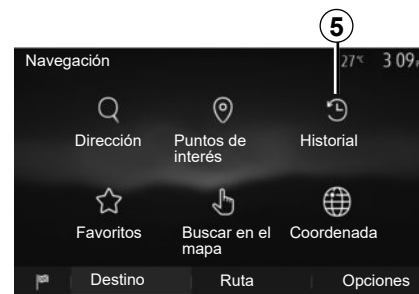 5
Navegación 27°c 3 09
Dirección Puntos de
interés Historial
Favoritos Buscar en el
mapa Coordenada
Destino Ruta Opciones